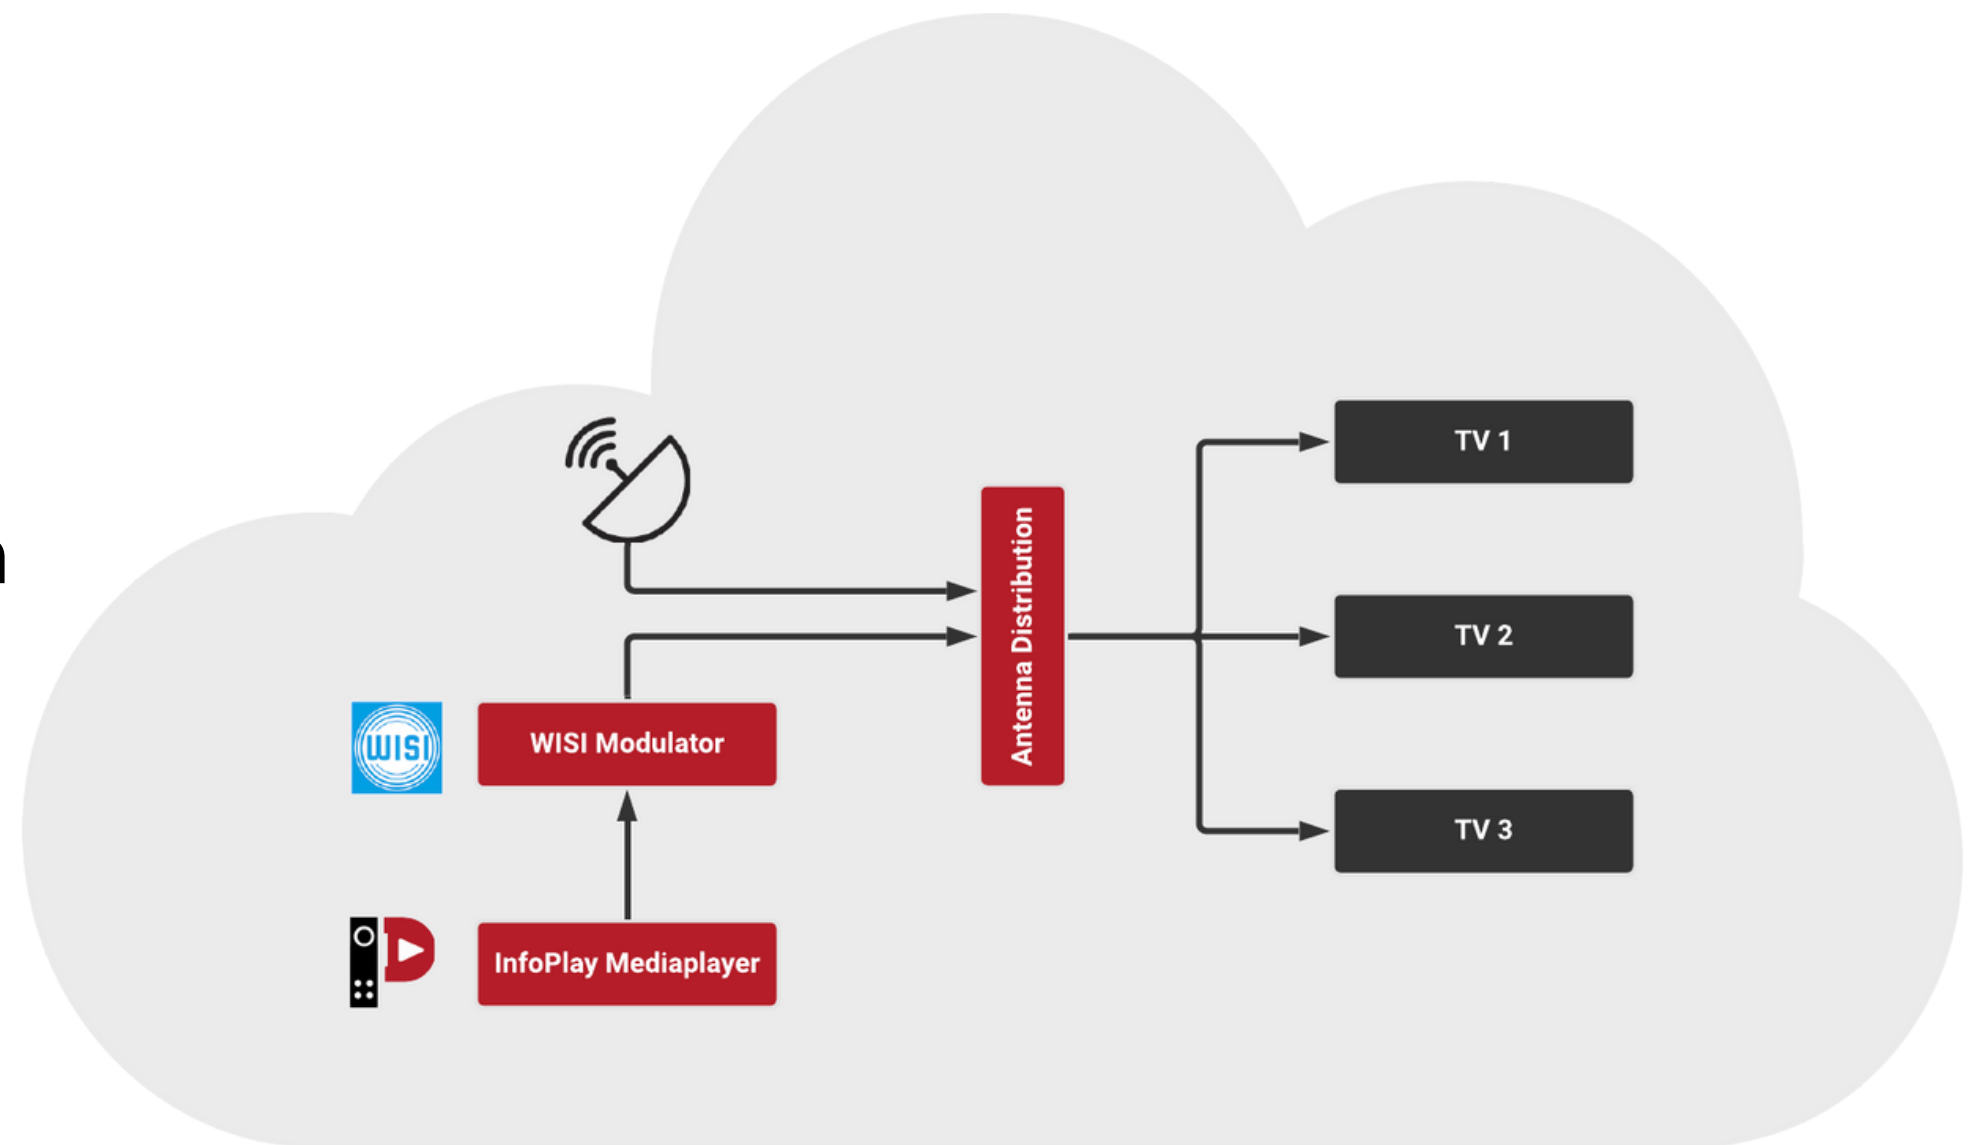 TV 1
Antenna Distribution
TV 2
WISI
WISI Modulator
TV 3
InfoPlay Mediaplayer